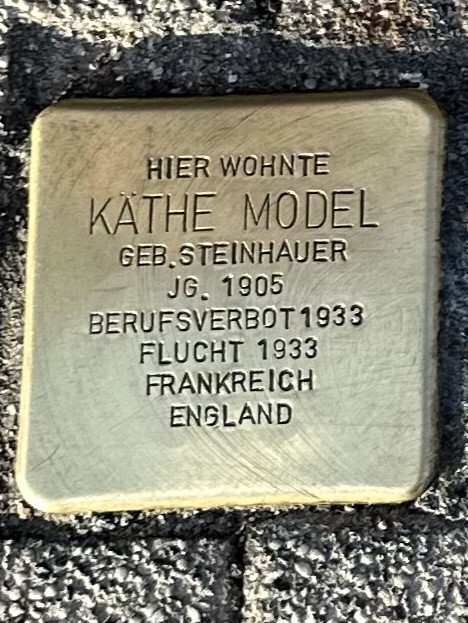 HIER WOHNTE
KÄTHE MODEL
GEB. STEINHAUER
JG. 1905
BERUFSVERBOT 1933
FLUCHT 1933
FRANKREICH
ENGLAND